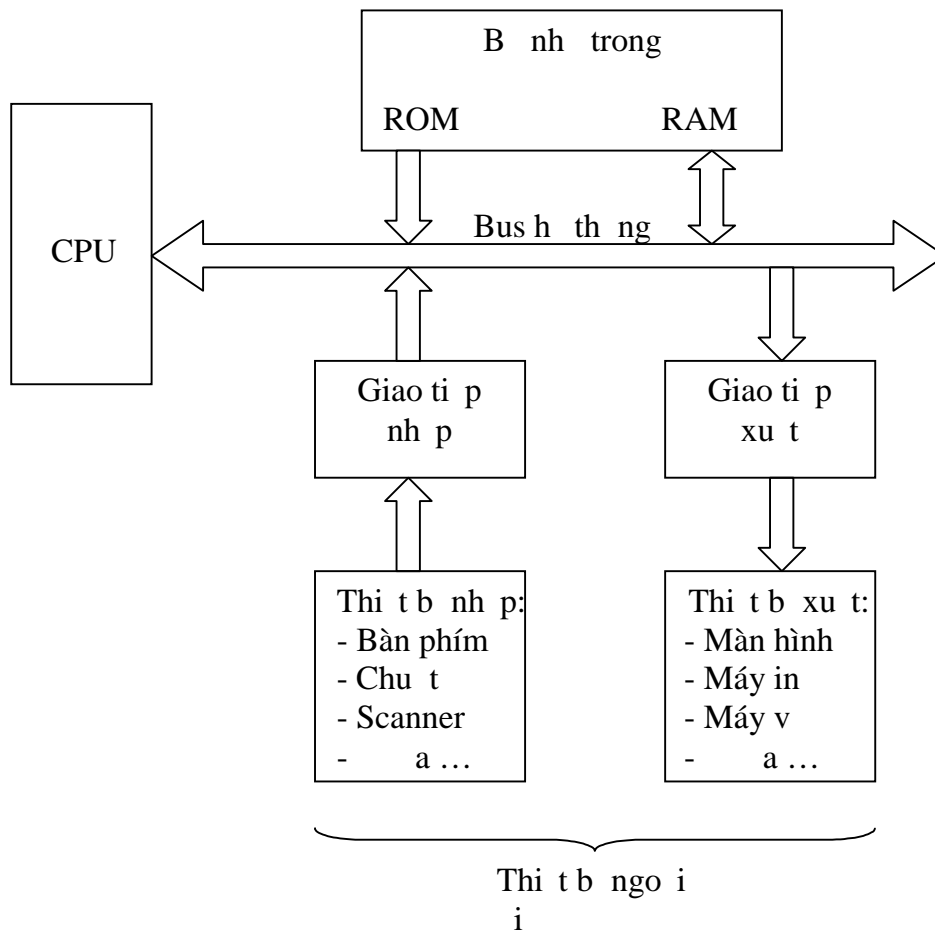 B nh trong
ROM RAM
Bus h th ng
CPU
Giao ti p
nh p
Giao ti p
xu t
Thi t b nh p:
- Bàn phím
- Chu t
- Scanner
- a …
Thi t b xu t:
- Màn hình
- Máy in
- Máy v
- a …
Thi t b ngo i
i